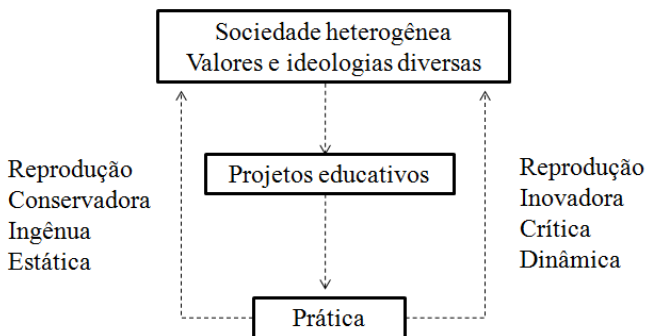 Sociedade heterogênea
Valores e ideologias diversas
Projetos educativos
Reprodução
Conservadora
Ingênua
Estática
Reprodução
Inovadora
Crítica
Dinâmica
Prática